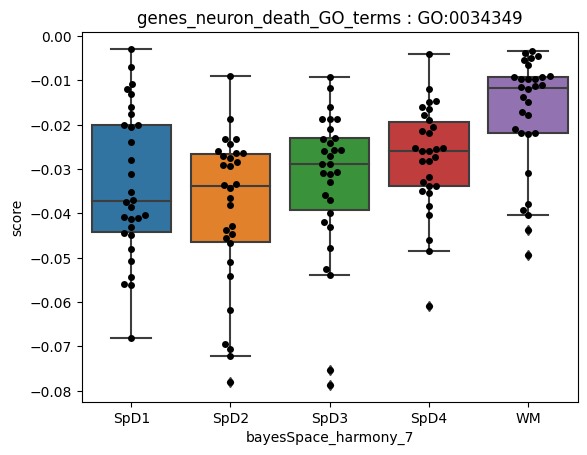 genes_neuron_death_GO_terms : GO:0034349
0.00
−0.01
−0.02
−0.03
−0.04
−0.05
−0.06
−0.07
−0.08
score
SpD1 SpD2 SpD3 SpD4 WM
bayesSpace_harmony_7